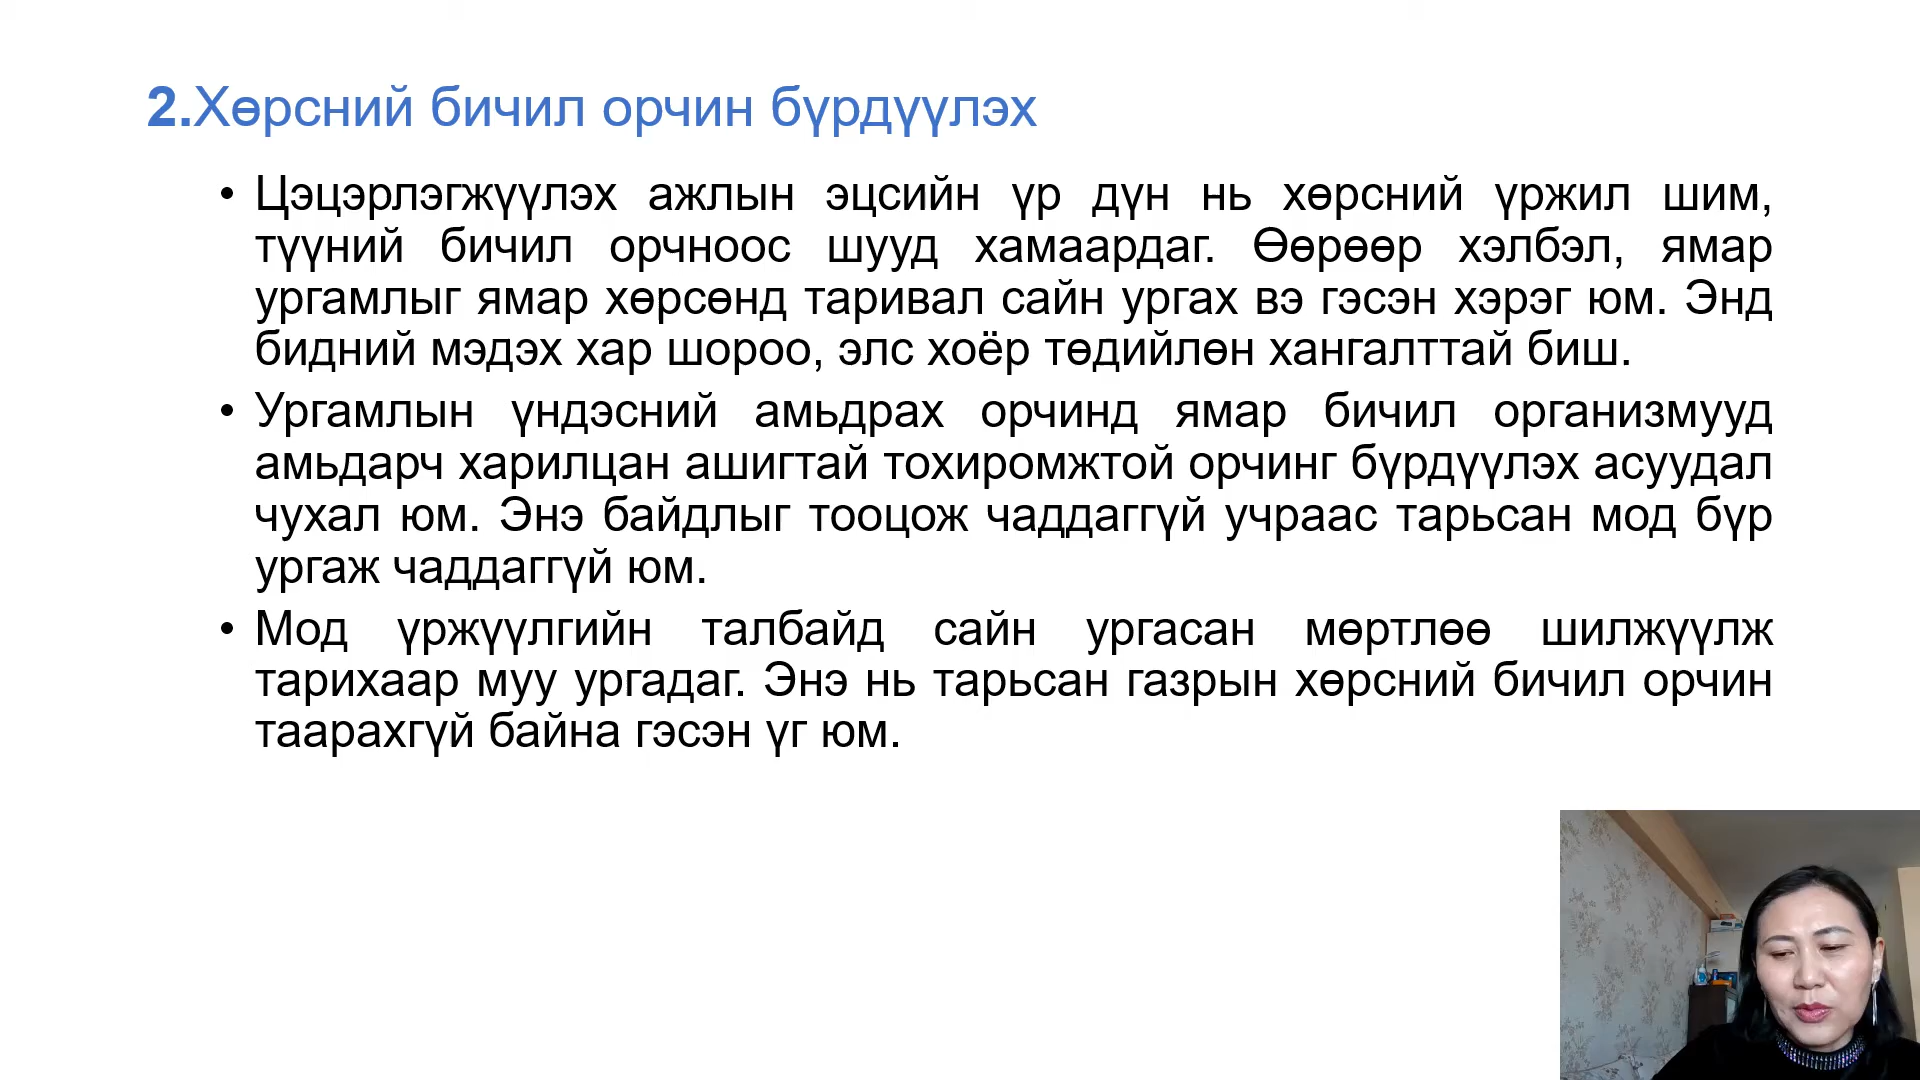 2.Хөрсний бичил орчин бүрдүүлэх
• Цэцэрлэгжүүлэх ажлын эцсийн үр дүн нь хөрсний үржил шим,
түүний бичил орчноос шууд хамаардаг. Өөрөөр хэлбэл, ямар
ургамлыг ямар хөрсөнд таривал сайн ургах вэ гэсэн хэрэг юм. Энд
бидний мэдэх хар шороо, элс хоёр төдийлөн хангалттай биш.
• Ургамлын үндэсний амьдрах орчинд ямар бичил организмууд
амьдарч харилцан ашигтай тохиромжтой орчинг бүрдүүлэх асуудал
чухал юм. Энэ байдлыг тооцож чаддаггүй учраас тарьсан мод бүр
ургаж чаддаггүй юм.
• Мод үржүүлгийн талбайд сайн ургасан мөртлөө шилжүүлж
тарихаар муу ургадаг. Энэ нь тарьсан газрын хөрсний бичил орчин
таарахгүй байна гэсэн үг юм.